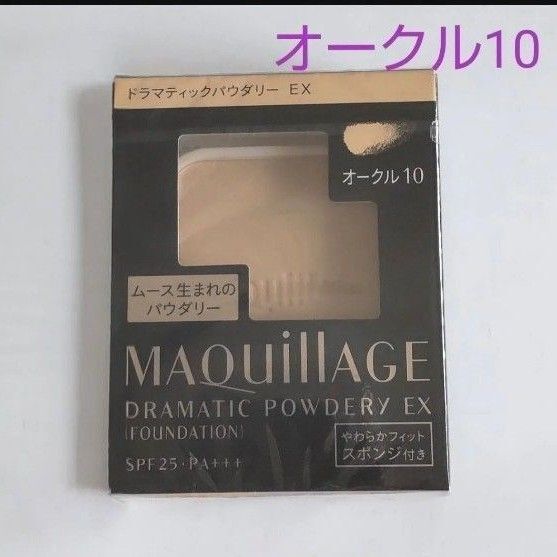 オークル10
ドラマティックパウダリー EX
オークル10
ムース生まれの
パウダリー
MAQuillAGE
DRAMATIC POWDERY EX
(FOUNDATION)
SPF25・PA+++
やわらかフィット
スポンジ付き